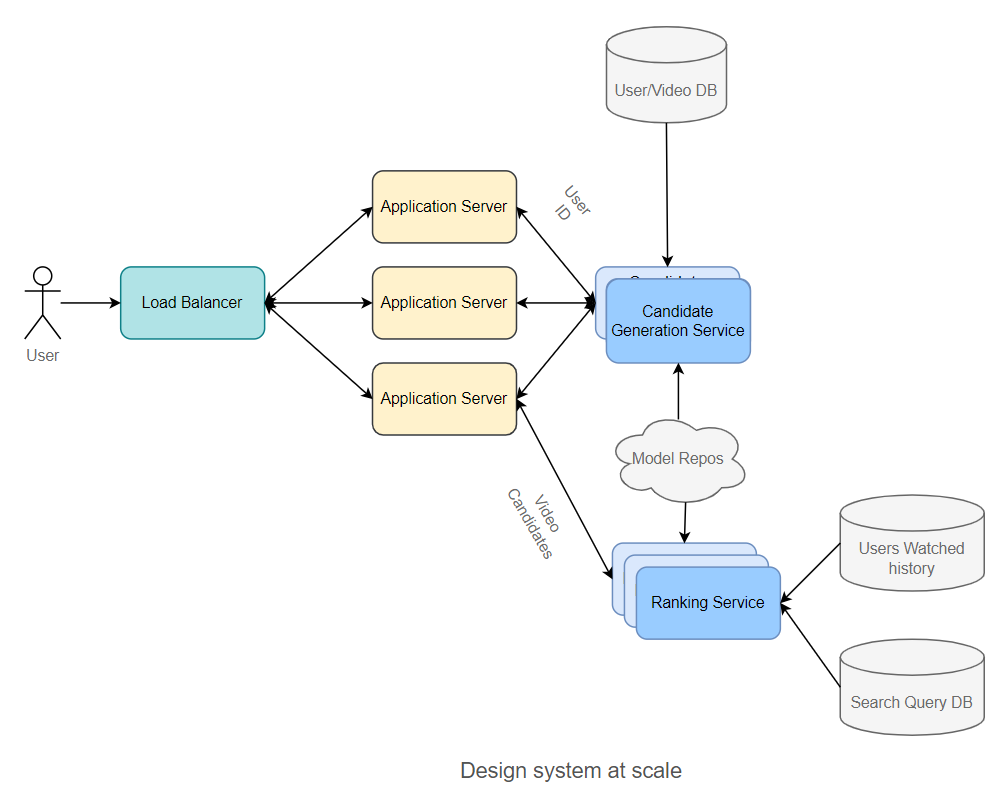 User/Video DB
Application Server
User
ID
Load Balancer
Application Server
Candidate
Generation Service
User
Application Server
Model Repos
Video
Candidates
Users Watched
history
Ranking Service
Search Query DB
Design system at scale